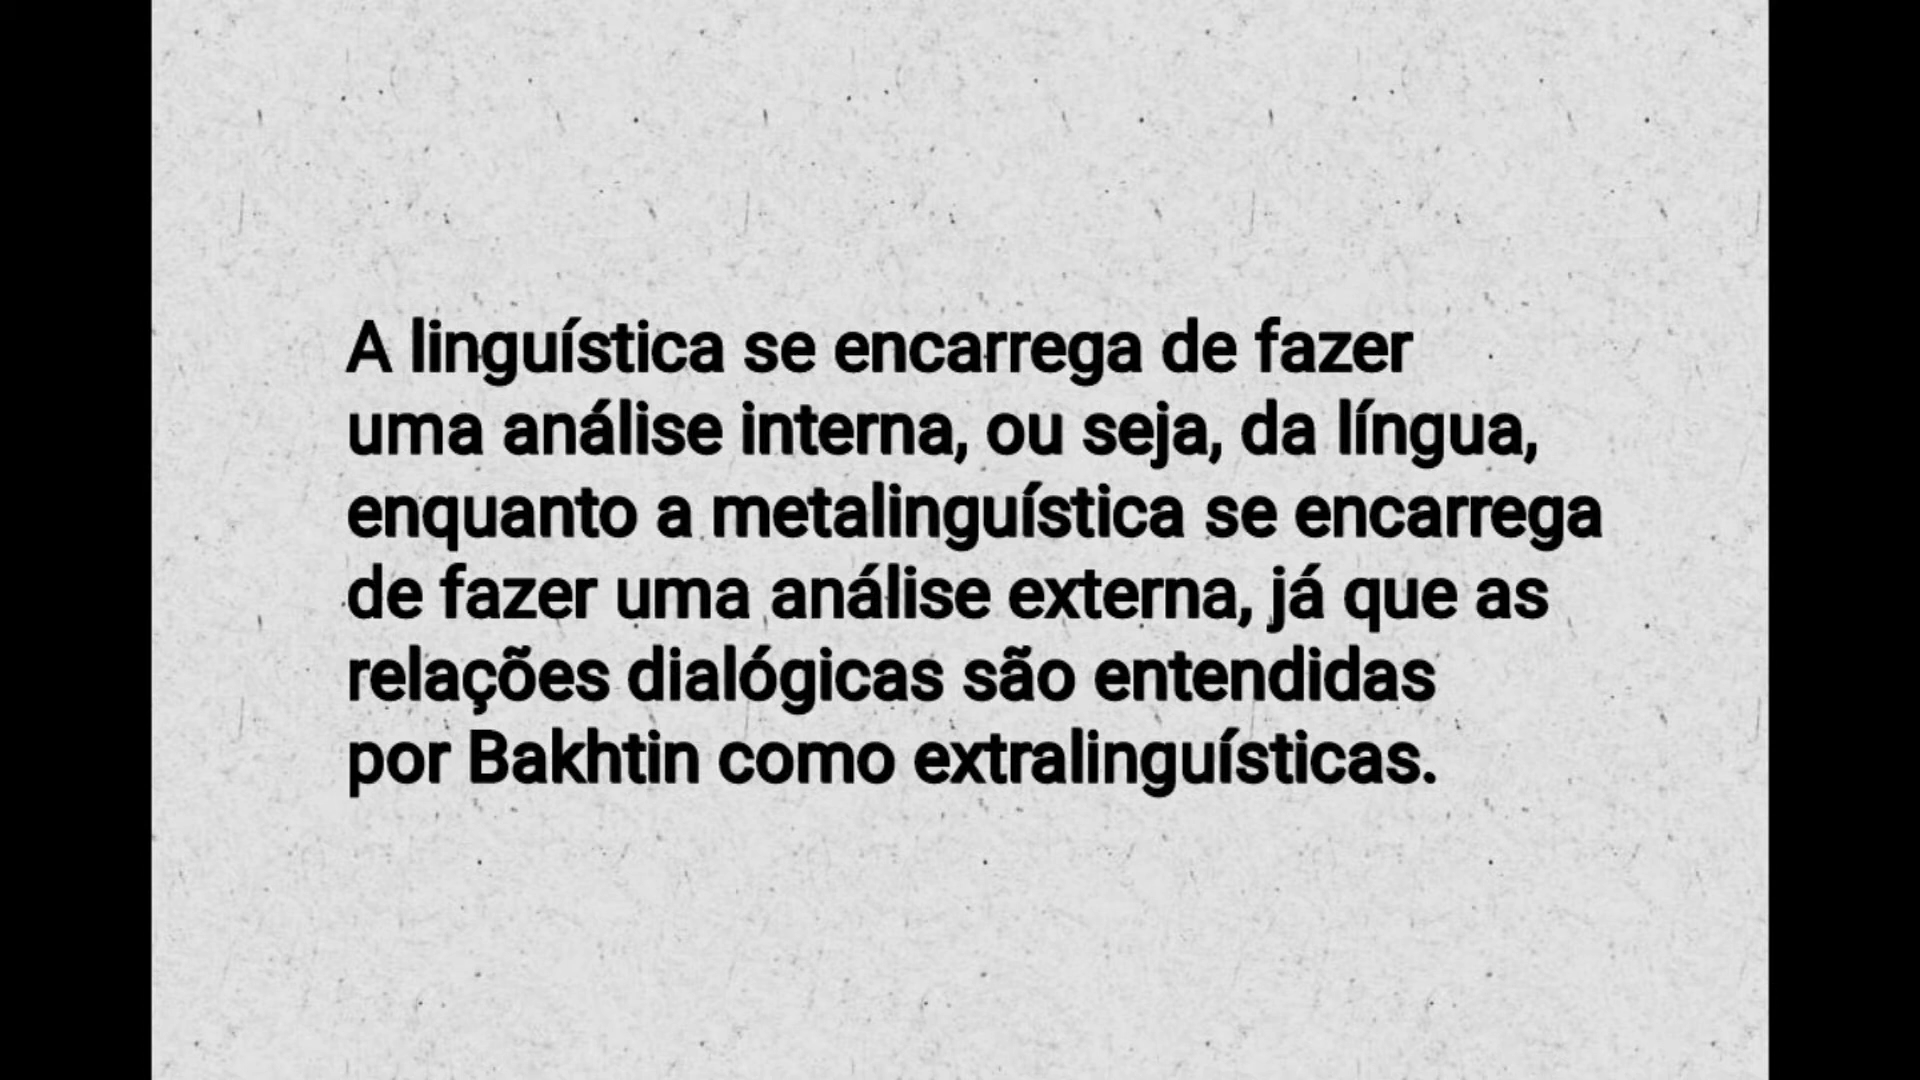 A linguística se encarrega de fazer
uma análise interna, ou seja, da língua,
enquanto a metalinguística se encarrega
de fazer uma análise externa, já que as
relações dialógicas são entendidas
por Bakhtin como extralinguísticas.